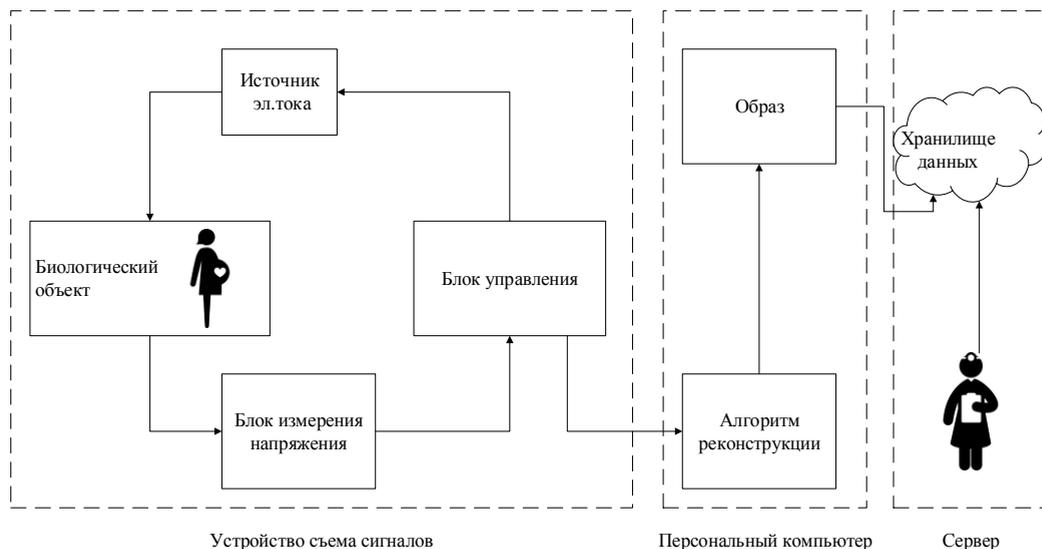 Источник
эл.тока
Образ
Хранилище
данных
Биологический
объект
Блок управления
Блок измерения
напряжения
Алгоритм
реконструкции
Устройство съема сигналов
Персональный компьютер
Сервер